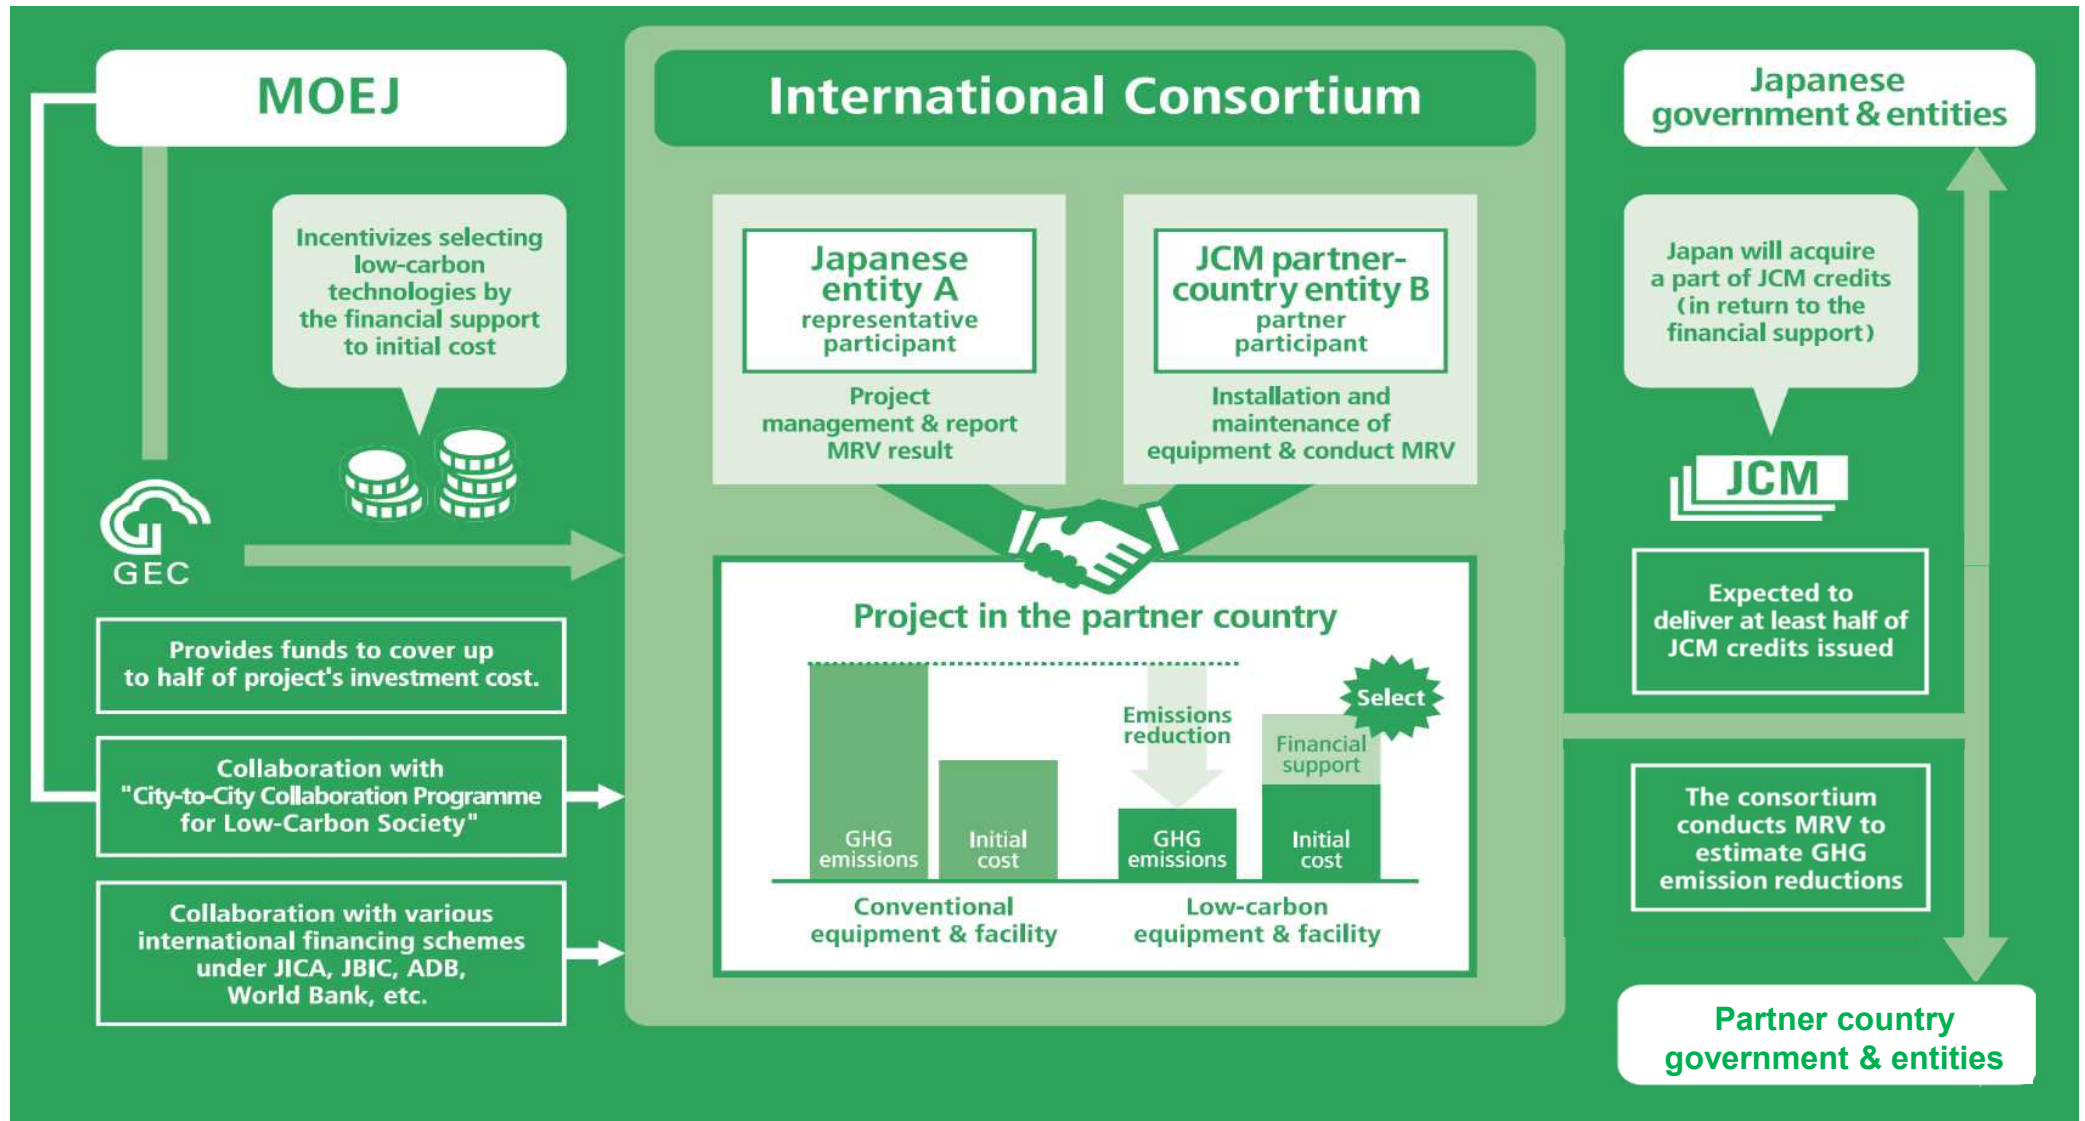 MOEJ
Incentivizes selecting
low-carbon
technologies by
the financial support
to initial cost
GEC
Provides funds to cover up
to half of project's investment cost.
Collaboration with
"City-to-City Collaboration Programme
for Low-Carbon Society"
Collaboration with various
international financing schemes
under JICA, JBIC, ADB,
World Bank, etc.
International Consortium
Japanese
entity A
representative
participant
Project
management & report
MRV result
JCM partner-
country entity B
partner
participant
Installation and
maintenance of
equipment & conduct MRV
Project in the partner country
GHG
emissions
Initial
cost
Conventional
equipment & facility
Emissions
reduction
GHG
emissions
Select
Financial
support
Initial
cost
Low-carbon
equipment & facility
Japanese
government & entities
Japan will acquire
a part of JCM credits
(in return to the
financial support)
JCM
Expected to
deliver at least half of
JCM credits issued
The consortium
conducts MRV to
estimate GHG
emission reductions
Partner country
government & entities